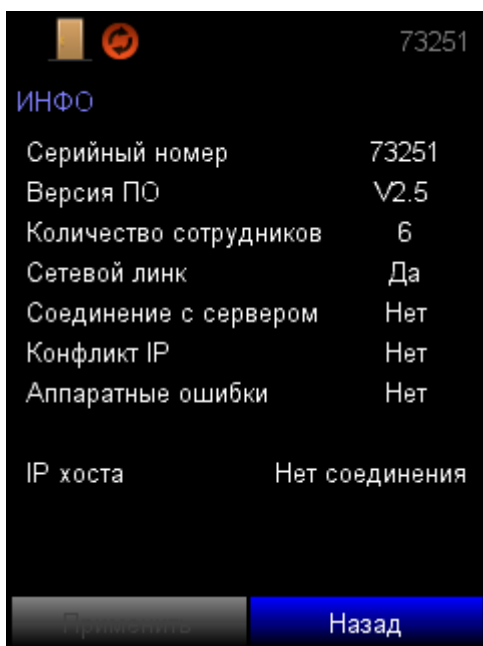 73251
ИНФО
Серийный номер 73251
Версия ПО V2.5
Количество сотрудников 6
Сетевой линк Да
Соединение с сервером Нет
Конфликт IP Нет
Аппаратные ошибки Нет
IP хоста Нет соединения
Применить Назад